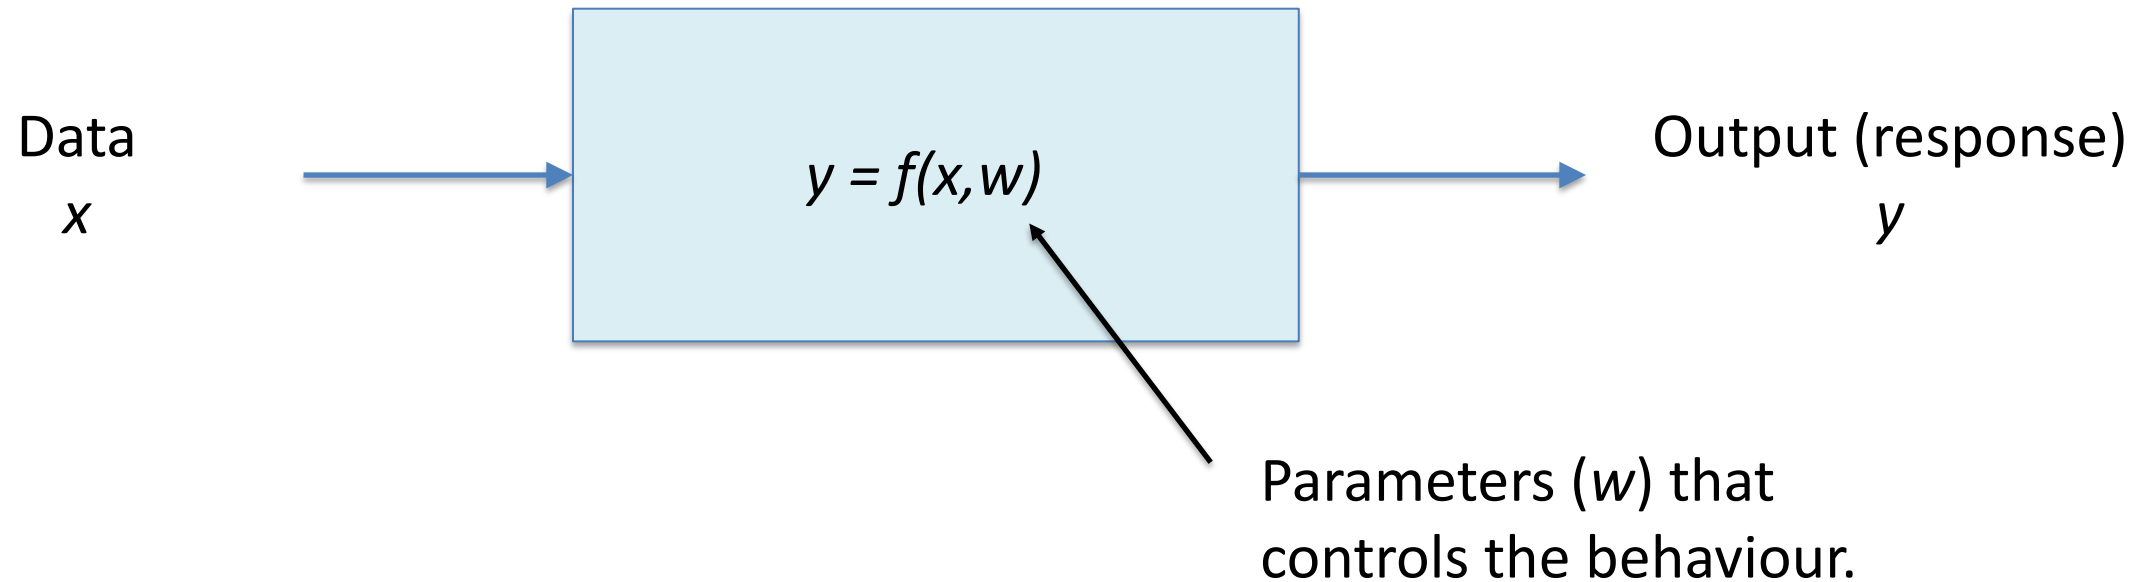 Data
x
y = f(x,w)
Output (response)
y
Parameters (w) that
controls the behaviour.